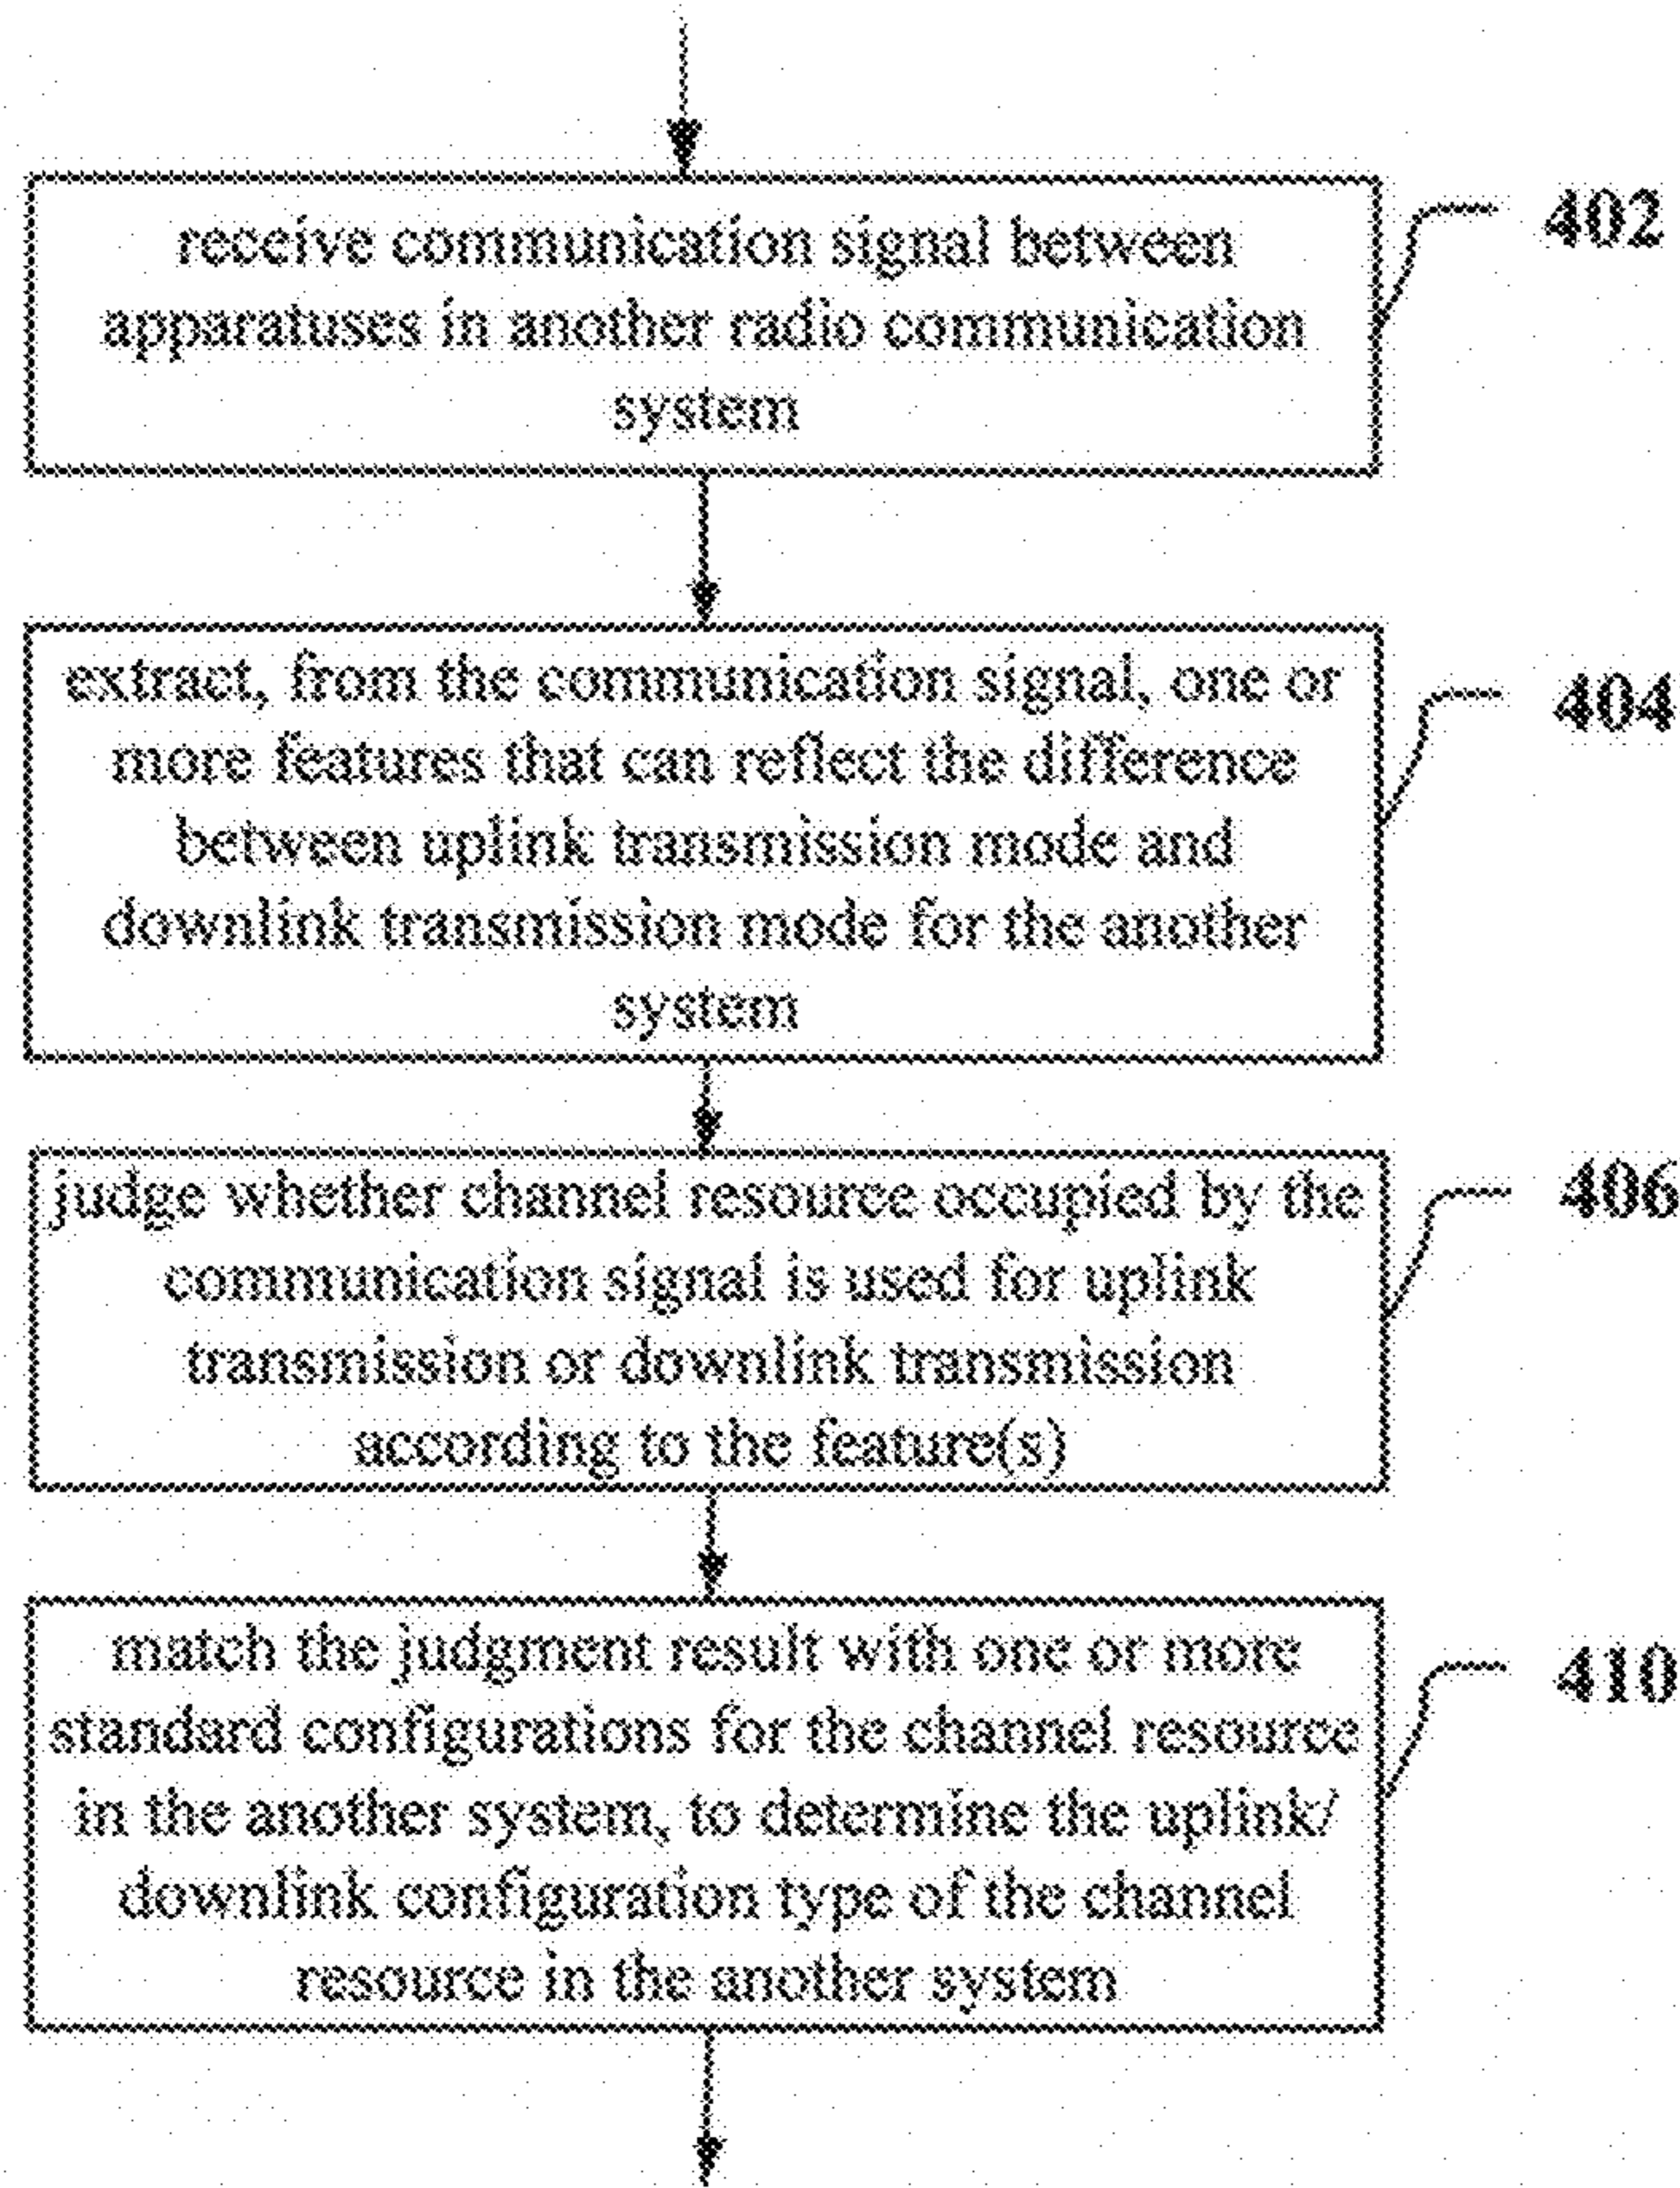 receive communication signal between
402
apparatuses in another radio communication
system
extract, from the communication signal, one or
404
more features that can reflect the difference
between uplink transmission mode and
downlink transmission mode for the another
system
judge whether channel resource occupied by the
406
communication signal is used for uplink
transmission or downlink transmission
according to the feature(s)
match the judgment result with one or more
410
standard configurations for the channel resource
in the another system, to determine the uplink/
downlink configuration type of the channel
resource in the another system